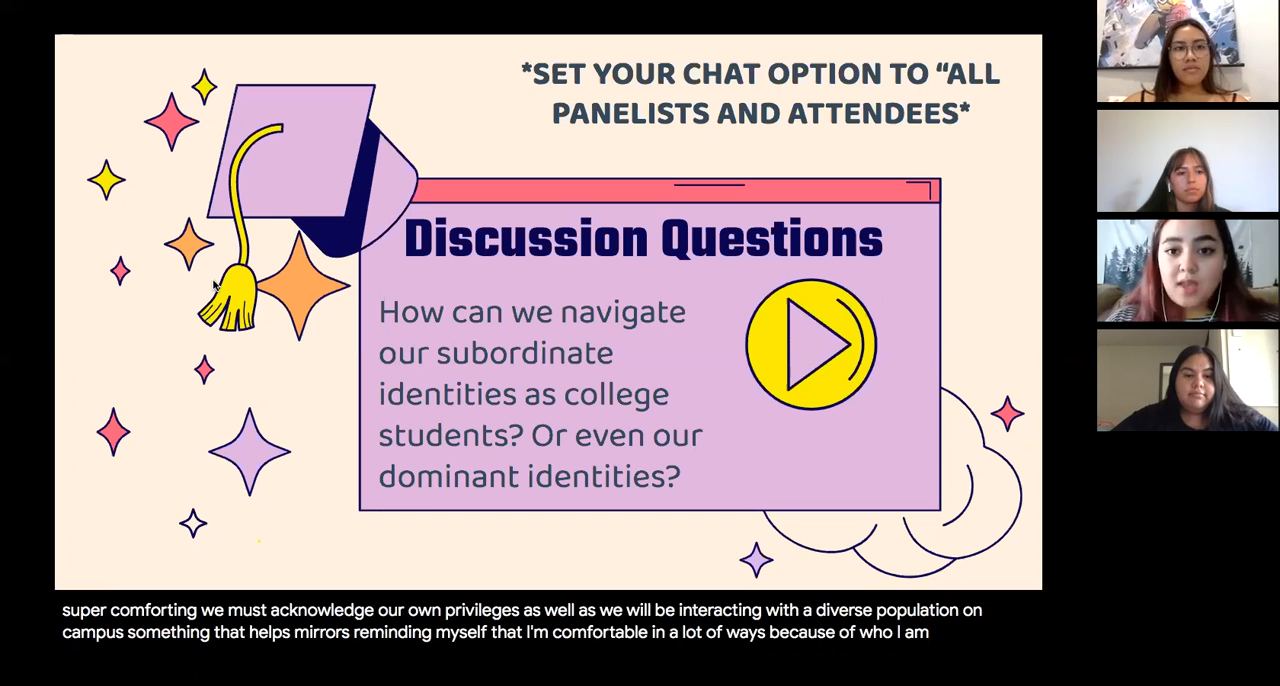 *SET YOUR CHAT OPTION TO “ALL
PANELISTS AND ATTENDEES*
Discussion Questions
How can we navigate
our subordinate
identities as college
students? Or even our
dominant identities?
super comforting we must acknowledge our own privileges as well as we will be interacting with a diverse population on
campus something that helps mirrors reminding myself that I'm comfortable in a lot of ways because of who I am